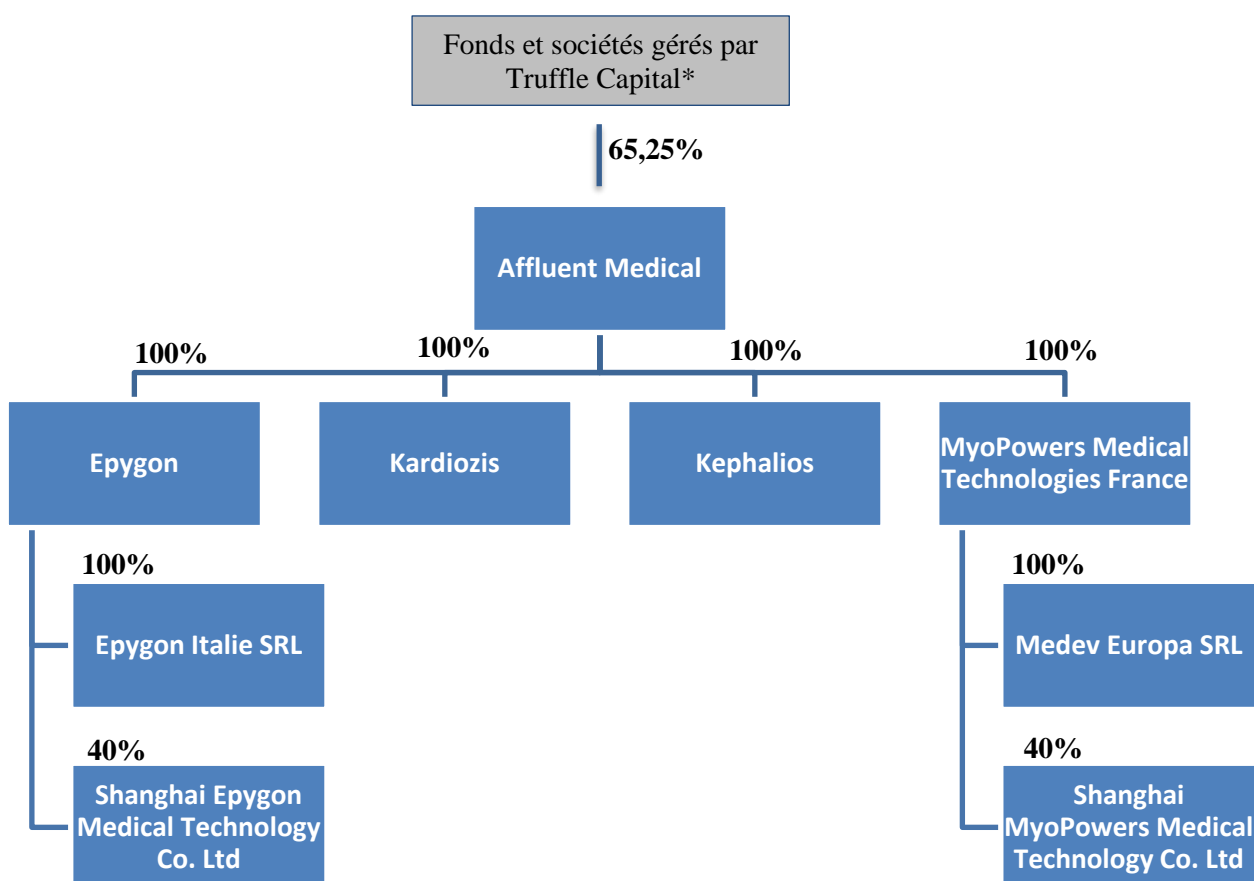 Fonds et sociétés gérés par
Truffle Capital*
65,25%
Affluent Medical
100%
100%
100%
100%
Epygon
Kardiozis
Kephalios
MyoPowers Medical
Technologies France
100%
100%
Epygon Italie SRL
Medev Europa SRL
40%
40%
Shanghai Epygon
Medical Technology
Co. Ltd
Shanghai
MyoPowers Medical
Technology Co. Ltd